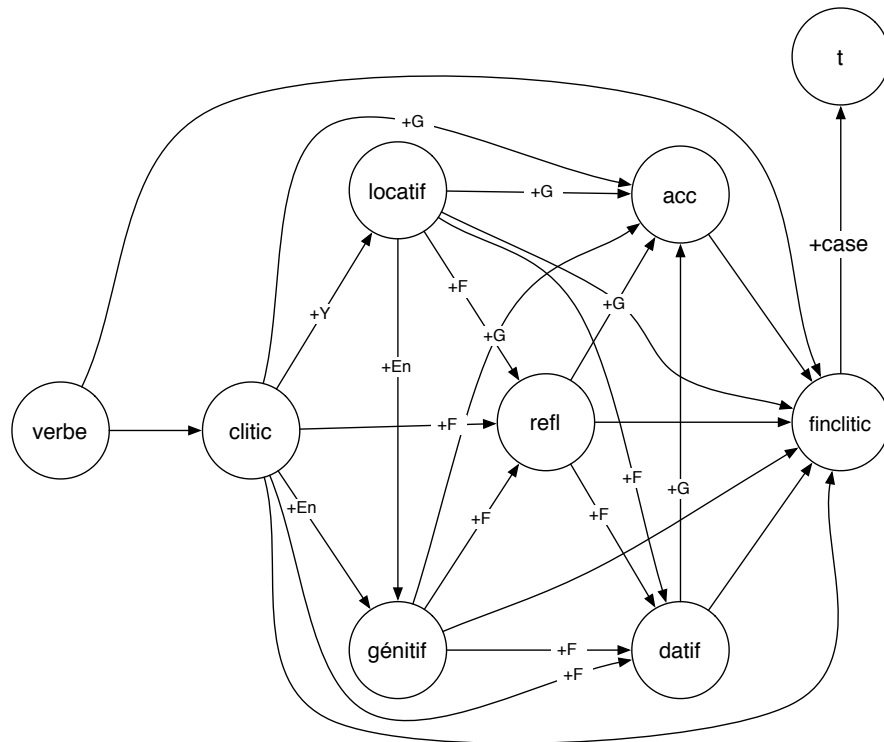 t
+G
locatif
+G
acc
+case
+F
+G
+Y
+G
+En
verbe
clitic
+F
refl
finclitic
+F
+G
+En
+F
+F
génitif
+F
datif
+F